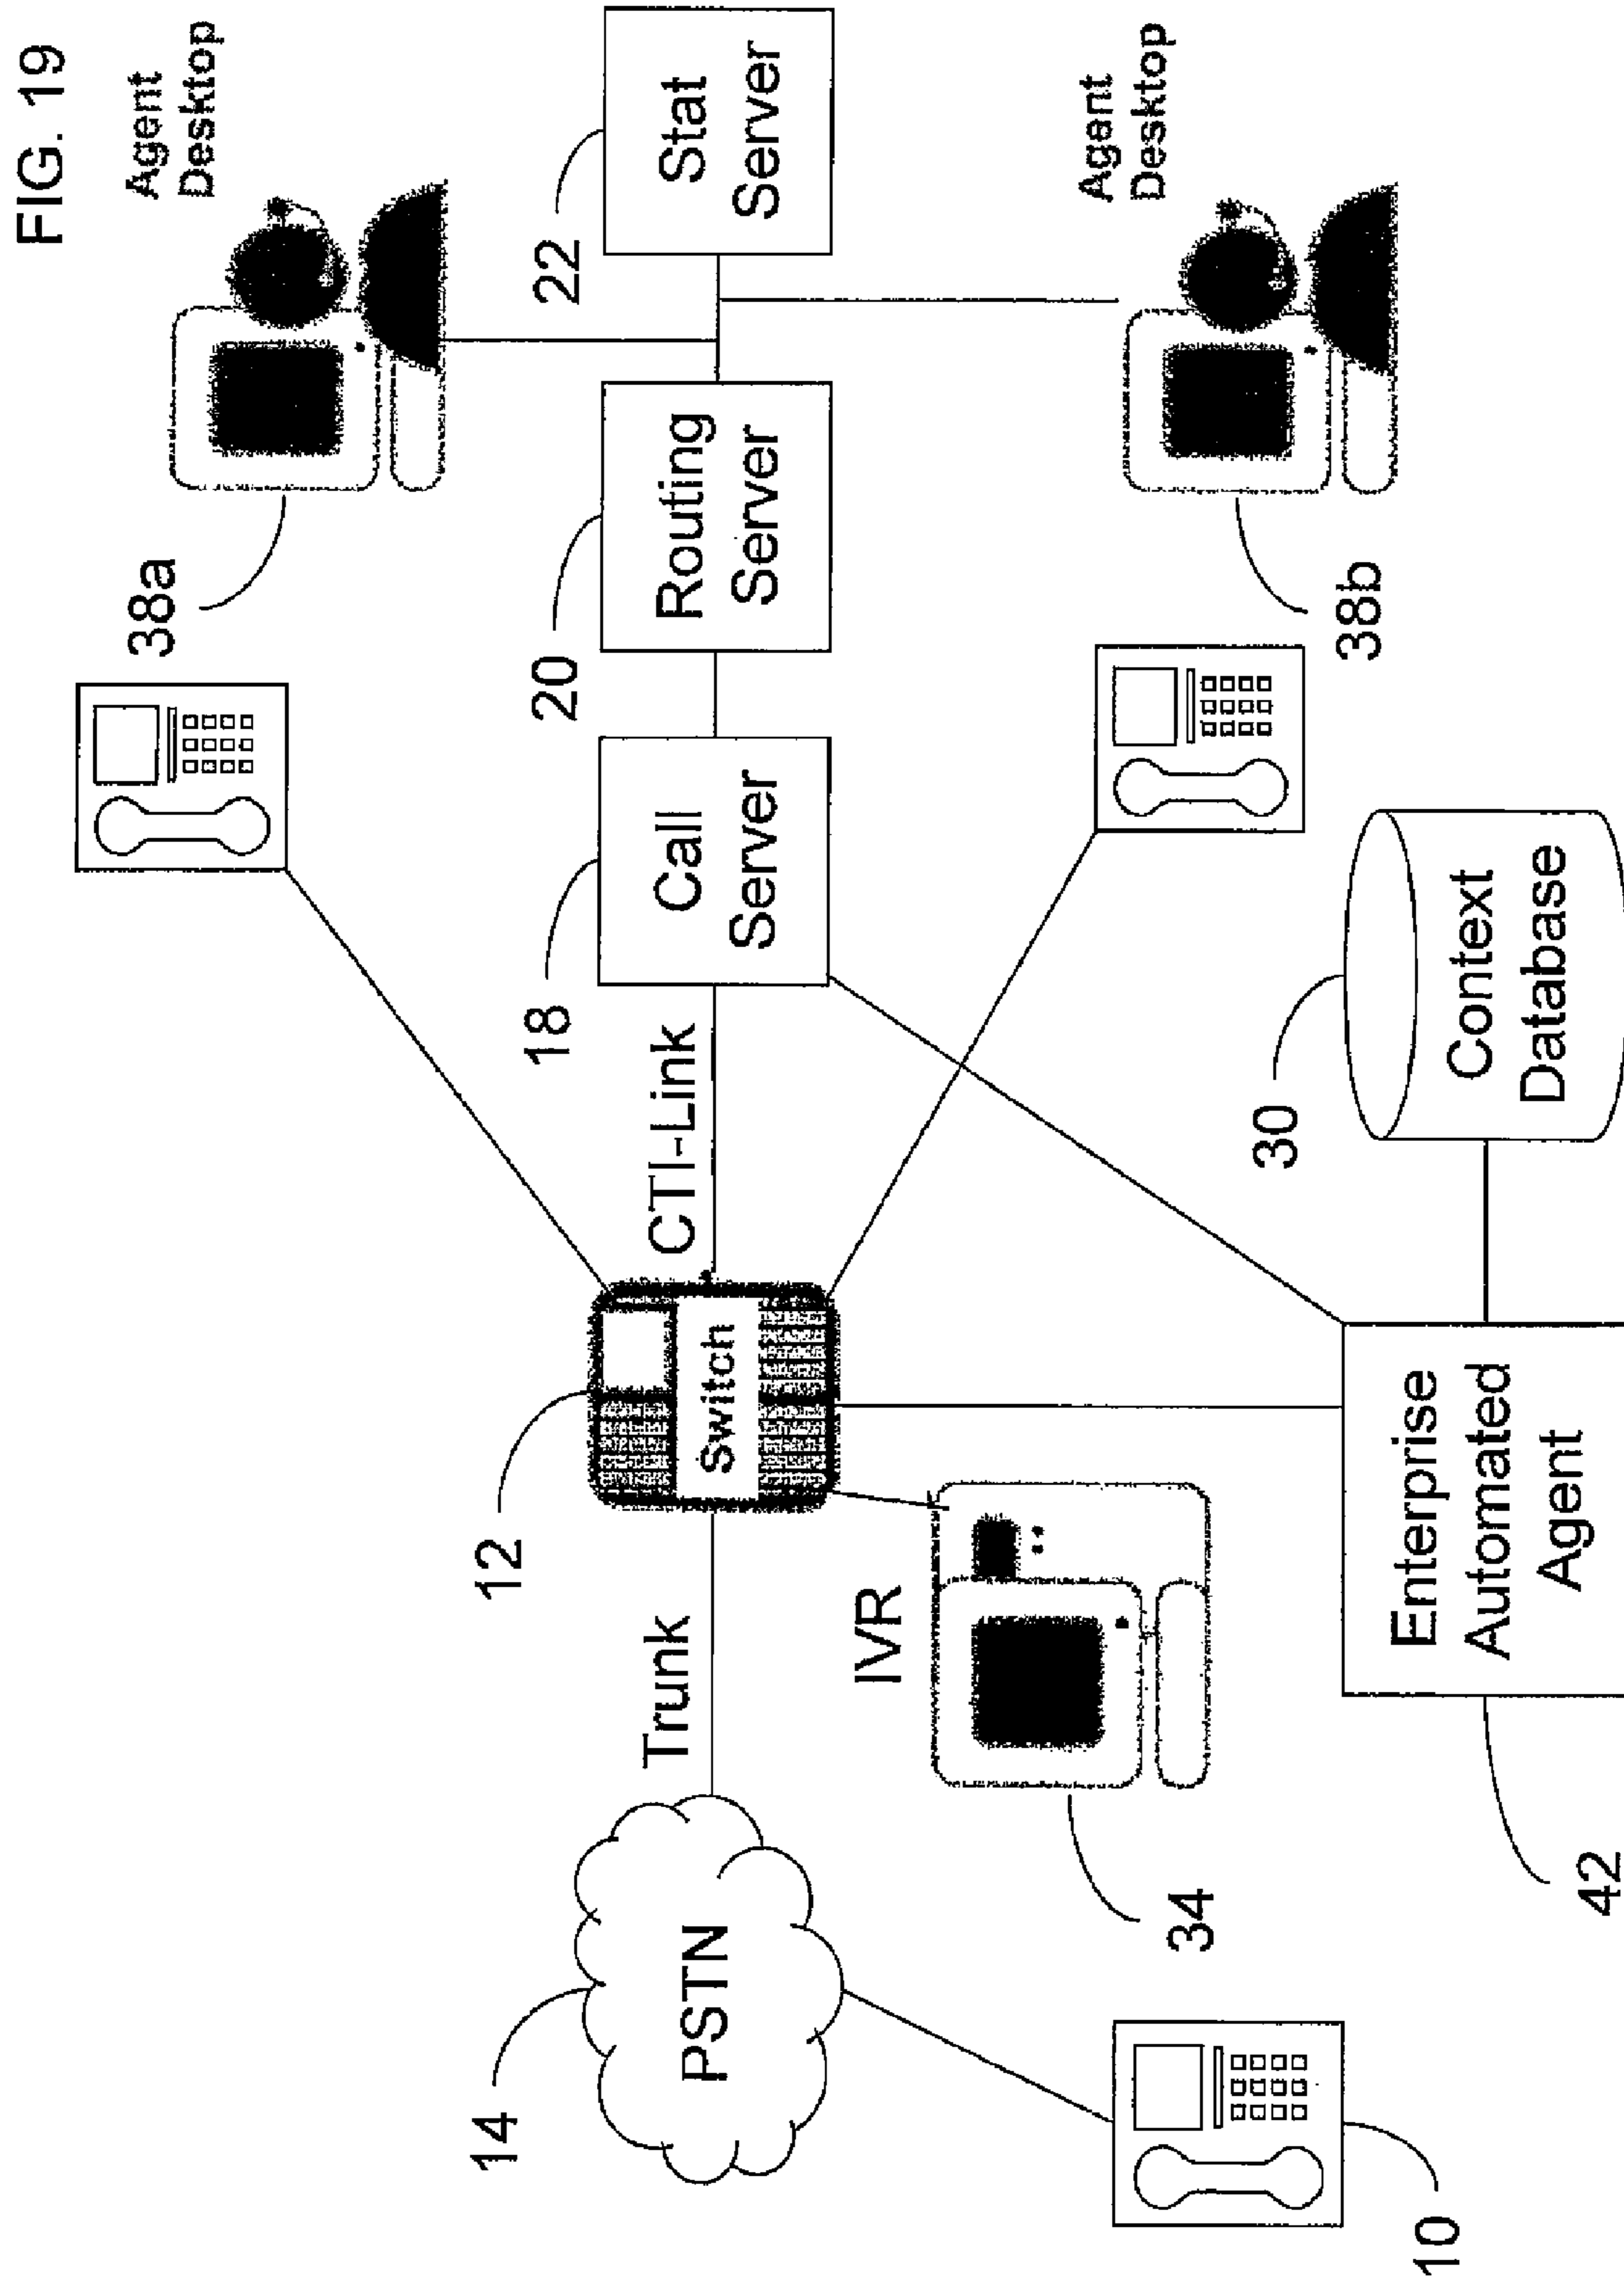 FIG. 19
Agent
Desktop
38a
22
Stat
Server
20
Routing
Server
18
Call
Server
CTI-Link
12
Switch
Trunk
14
PSTN
IVR
34
10
Agent
Desktop
38b
30
Context
Database
Enterprise
Automated
Agent
42